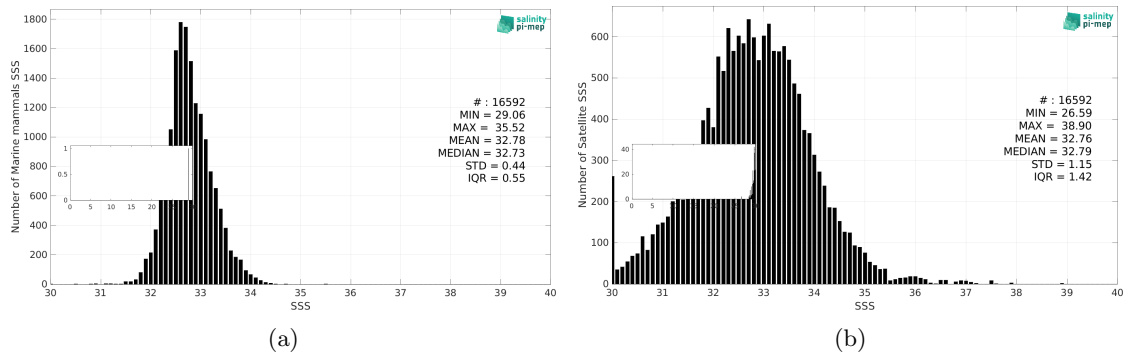 1800
1600
1400
1200
1000
800
600
400
200
0
Number of Marine mammals SSS
salinity
pi-mep
# : 16592
MIN = 29.06
MAX = 35.52
MEAN = 32.78
MEDIAN = 32.73
STD = 0.44
IQR = 0.55
1
0.5
0
0 5 10 15 20
30 31 32 33 34 35 36 37 38 39 40
SSS
(a)
600
500
400
300
200
100
0
Number of Satellite SSS
salinity
pi-mep
# : 16592
MIN = 26.59
MAX = 38.90
MEAN = 32.76
MEDIAN = 32.79
STD = 1.15
IQR = 1.42
40
20
0
0 5
30 31 32 33 34 35 36 37 38 39 40
SSS
(b)